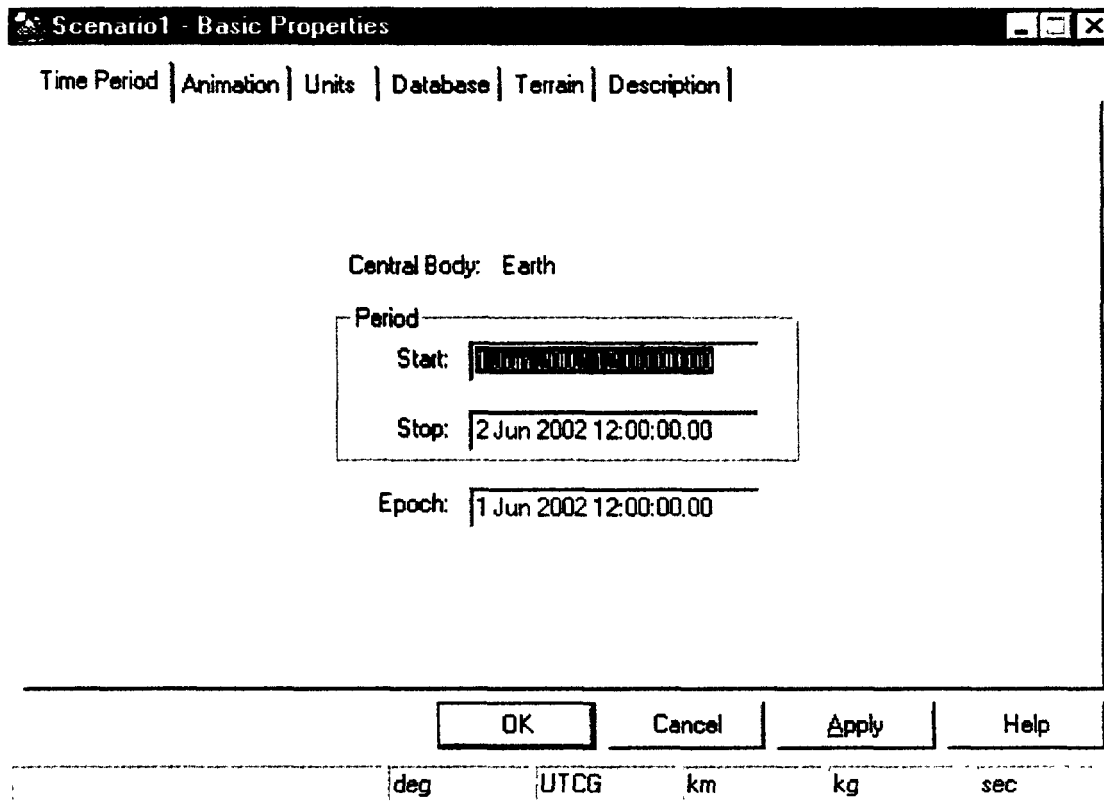 Scenario1 - Basic Properties
Time Period Animation Units Database Terrain Description
Central Body: Earth
Period
Start: 1 Jun
Stop: 2 Jun 2002 12:00:00.00
Epoch: 1 Jun 2002 12:00:00.00
OK Cancel Apply Help
deg UTCG km kg sec